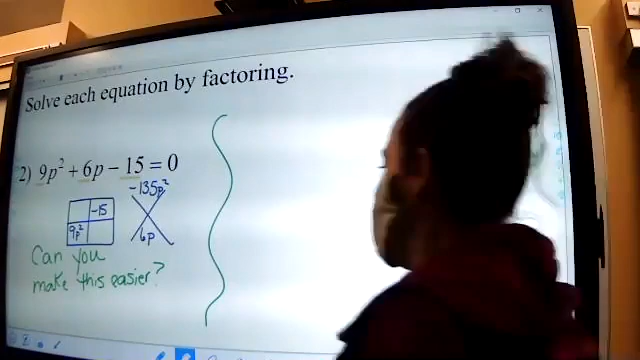 Solve each equation by factoring.
2) 9p² + 6p − 15 = 0
-135p²
-15
9p²
6p
Can you
make this easier?